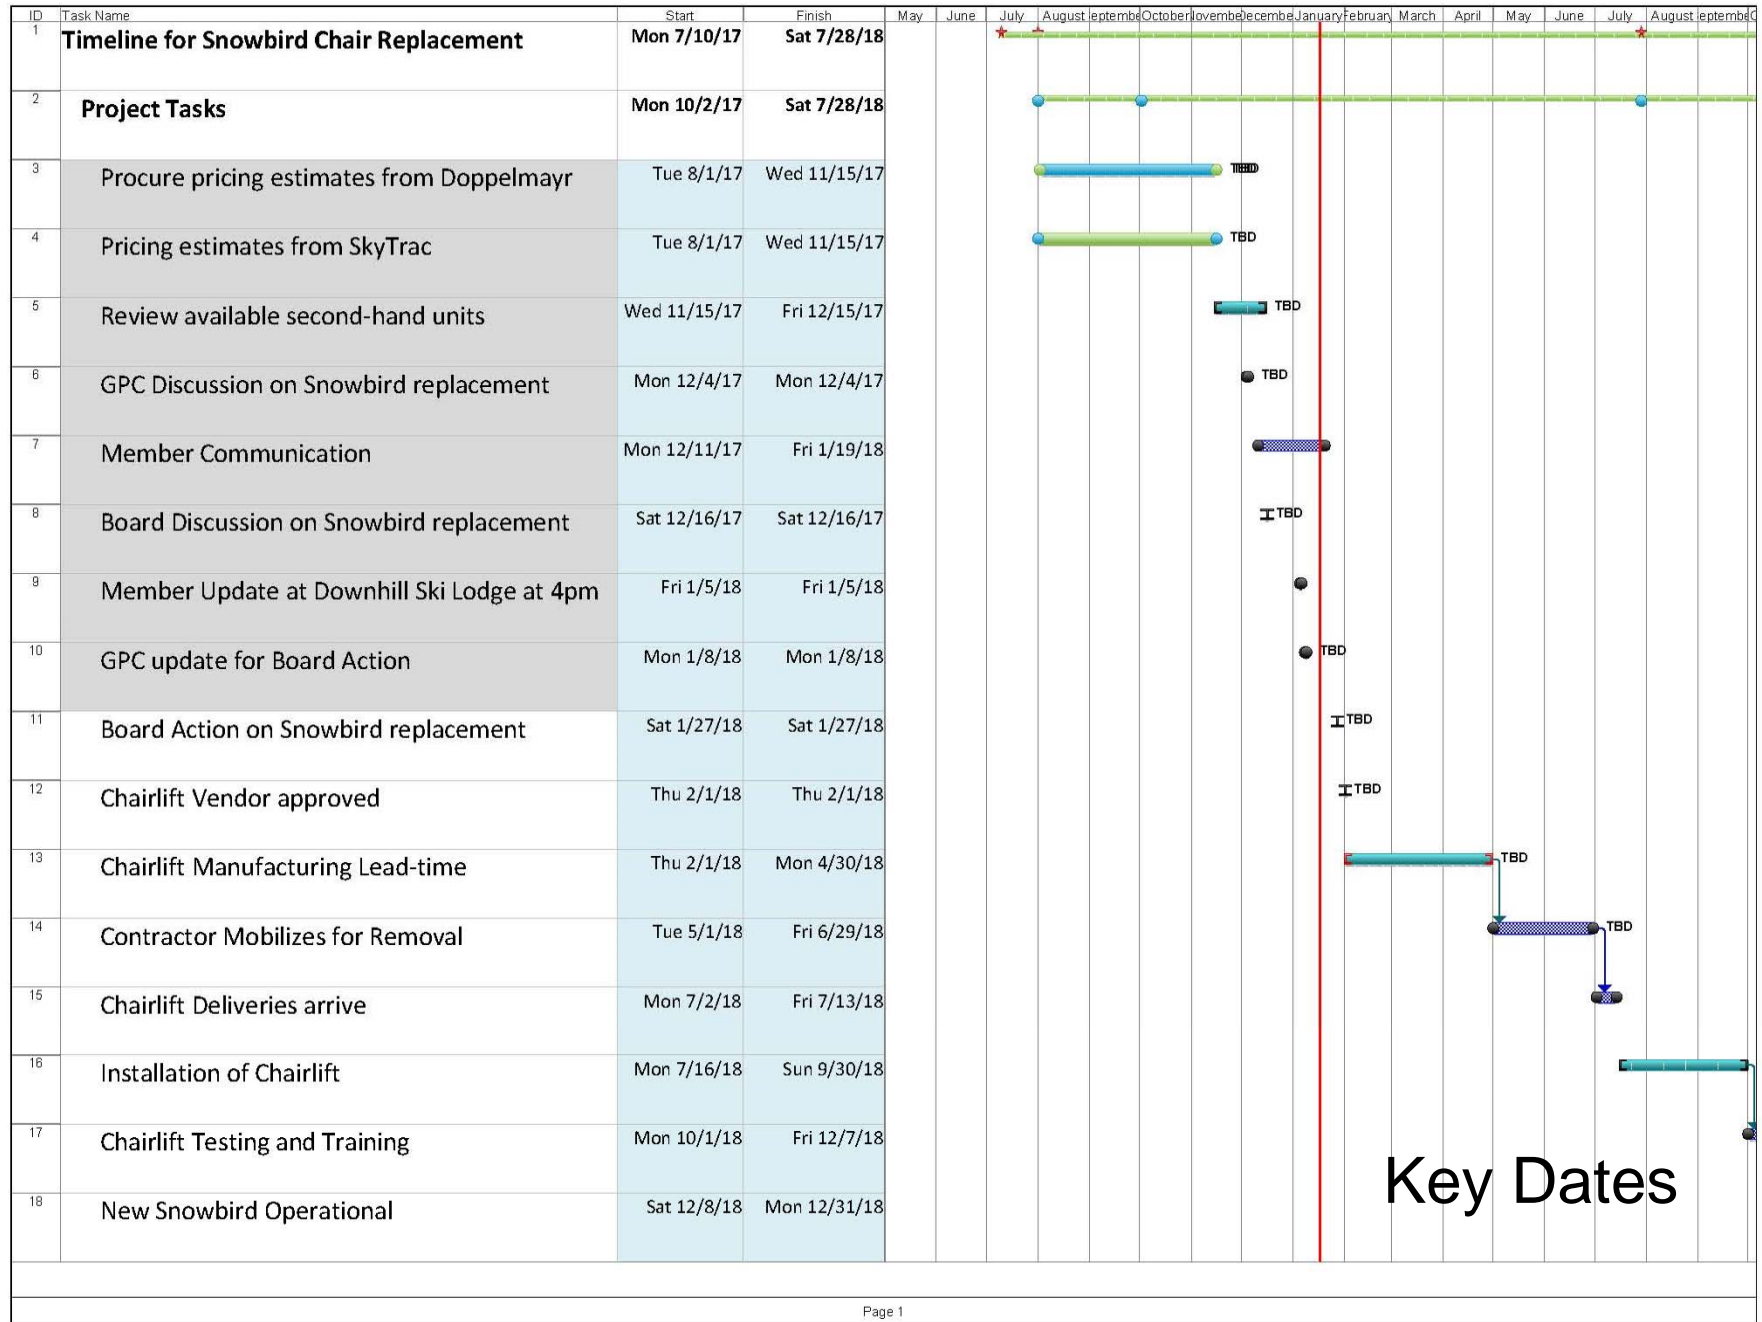 ID Task Name Start Finish May June July August eptembe October lovembe Decembe January February March April May June July August eptembe
1 Timeline for Snowbird Chair Replacement Mon 7/10/17 Sat 7/28/18
2 Project Tasks Mon 10/2/17 Sat 7/28/18
3 Procure pricing estimates from Doppelmayr Tue 8/1/17 Wed 11/15/17
4 Pricing estimates from SkyTrac Tue 8/1/17 Wed 11/15/17 TBD
5 Review available second-hand units Wed 11/15/17 Fri 12/15/17 TBD
6 GPC Discussion on Snowbird replacement Mon 12/4/17 Mon 12/4/17 TBD
7 Member Communication Mon 12/11/17 Fri 1/19/18
8 Board Discussion on Snowbird replacement Sat 12/16/17 Sat 12/16/17 TBD
9 Member Update at Downhill Ski Lodge at 4pm Fri 1/5/18 Fri 1/5/18
10 GPC update for Board Action Mon 1/8/18 Mon 1/8/18 TBD
11 Board Action on Snowbird replacement Sat 1/27/18 Sat 1/27/18 TBD
12 Chairlift Vendor approved Thu 2/1/18 Thu 2/1/18 TBD
13 Chairlift Manufacturing Lead-time Thu 2/1/18 Mon 4/30/18 TBD
14 Contractor Mobilizes for Removal Tue 5/1/18 Fri 6/29/18 TBD
15 Chairlift Deliveries arrive Mon 7/2/18 Fri 7/13/18
16 Installation of Chairlift Mon 7/16/18 Sun 9/30/18
17 Chairlift Testing and Training Mon 10/1/18 Fri 12/7/18
Key Dates
18 New Snowbird Operational Sat 12/8/18 Mon 12/31/18
Page 1